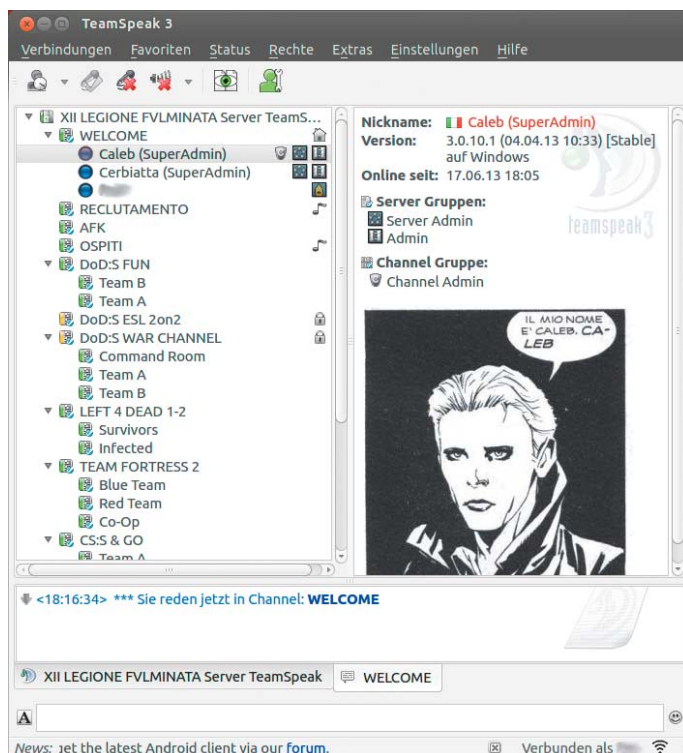 TeamSpeak 3
Verbindungen Favoriten Status Rechte Extras Einstellungen Hilfe
XII LEGIONE FVLMINATA Server TeamS...
WELCOME
Caleb (SuperAdmin)
Cerbiatta (SuperAdmin)
RECLUTAMENTO
AFK
OSPITI
DoD:S FUN
Team B
Team A
DoD:S ESL 2on2
DoD:S WAR CHANNEL
Command Room
Team A
Team B
LEFT 4 DEAD 1-2
Survivors
Infected
TEAM FORTRESS 2
Blue Team
Red Team
Co-Op
CS:S & GO
Team A
Nickname: Caleb (SuperAdmin)
Version: 3.0.10.1 (04.04.13 10:33) [Stable]
auf Windows
Online seit: 17.06.13 18:05
teamspeak3
Server Gruppen:
Server Admin
Admin
Channel Gruppe:
Channel Admin
IL MIO NOME
E' CALEB. CA-
LEB
<18:16:34> *** Sie reden jetzt in Channel: WELCOME
XII LEGIONE FVLMINATA Server TeamSpeak WELCOME
A
News: get the latest Android client via our forum. Verbunden als